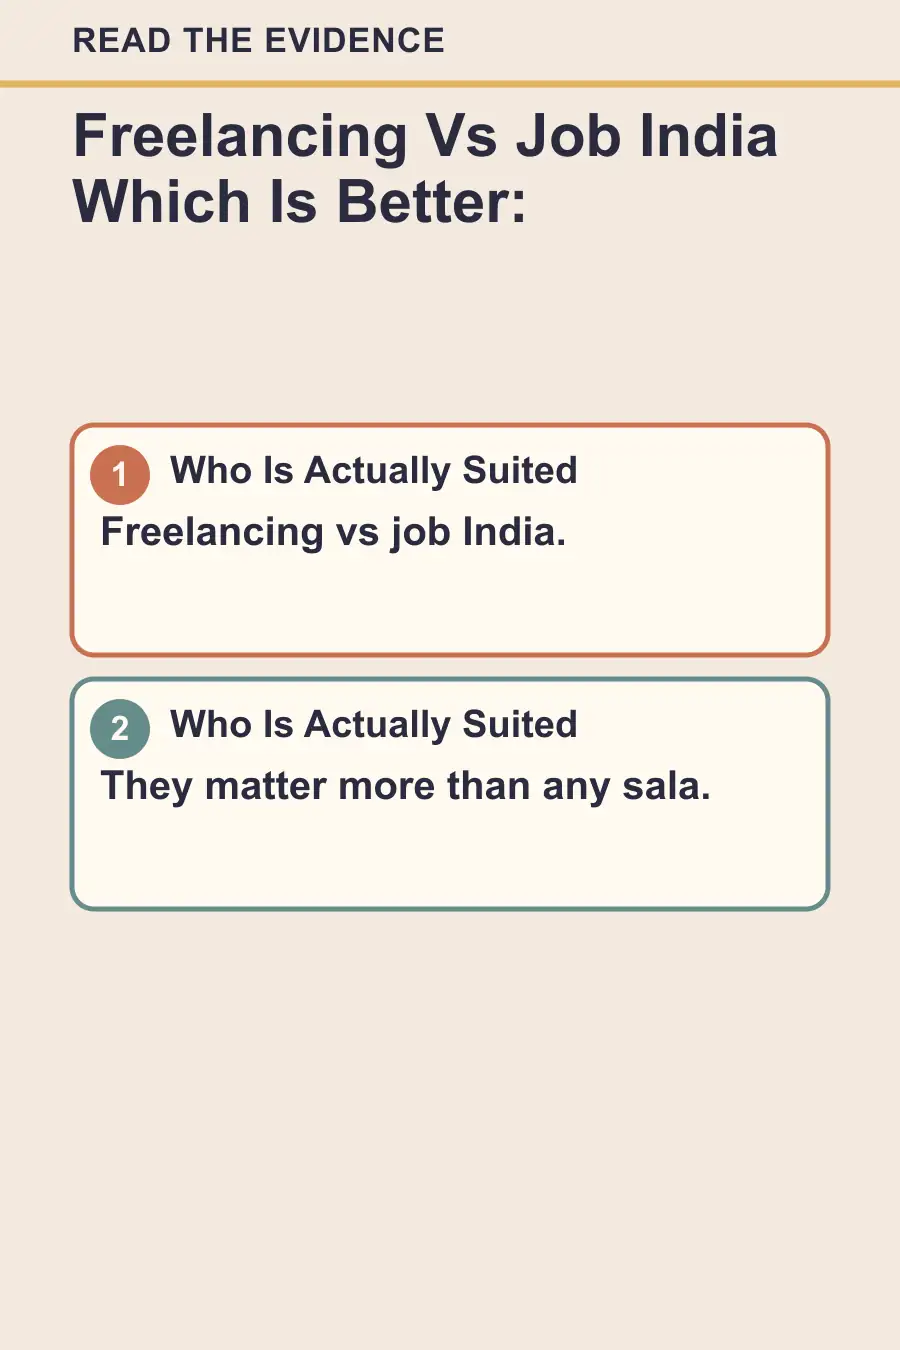 READ THE EVIDENCE
Freelancing Vs Job India
Which Is Better:
1 Who Is Actually Suited
Freelancing vs job India.
2 Who Is Actually Suited
They matter more than any sala.